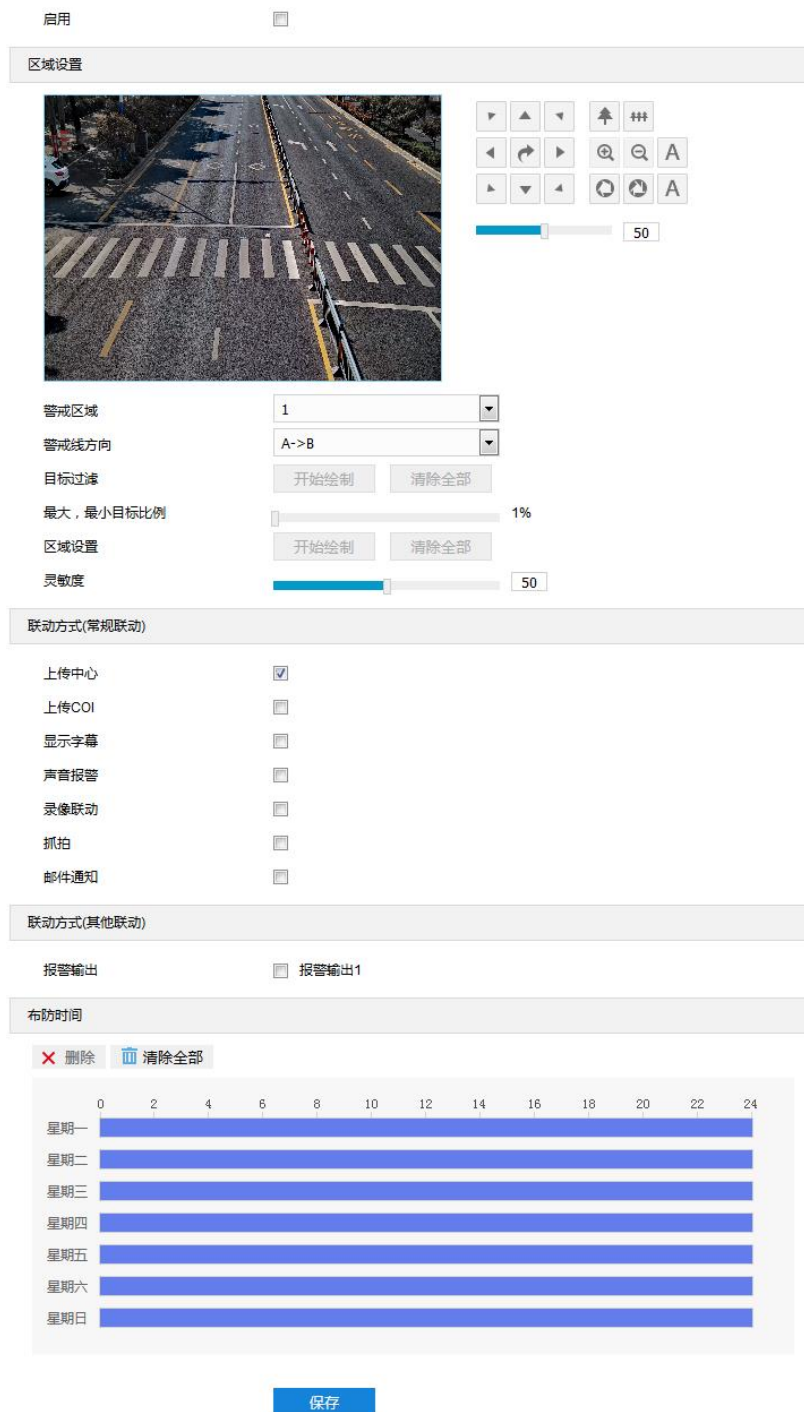 启用
区域设置
A
A
50
警戒区域 1
警戒线方向 A->B
目标过滤 开始绘制 清除全部
最大，最小目标比例 1%
区域设置 开始绘制 清除全部
灵敏度 50
联动方式(常规联动)
上传中心
上传COI
显示字幕
声音报警
录像联动
抓拍
邮件通知
联动方式(其他联动)
报警输出 报警输出1
布防时间
删除 清除全部
0 2 4 6 8 10 12 14 16 18 20 22 24
星期一
星期二
星期三
星期四
星期五
星期六
星期日
保存